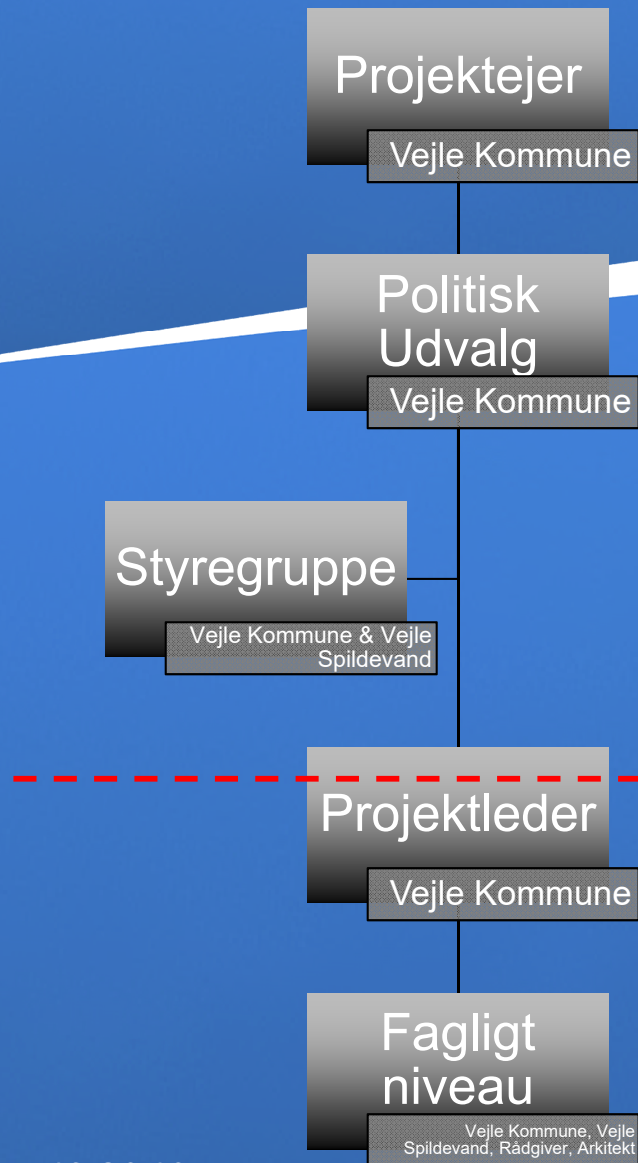 Projektejer
Vejle Kommune
Politisk
Udvalg
Vejle Kommune
Styregruppe
Vejle Kommune & Vejle
Spildevand
Projektleder
Vejle Kommune
Fagligt
niveau
Vejle Kommune, Vejle
Spildevand, Rådgiver, Arkitekt